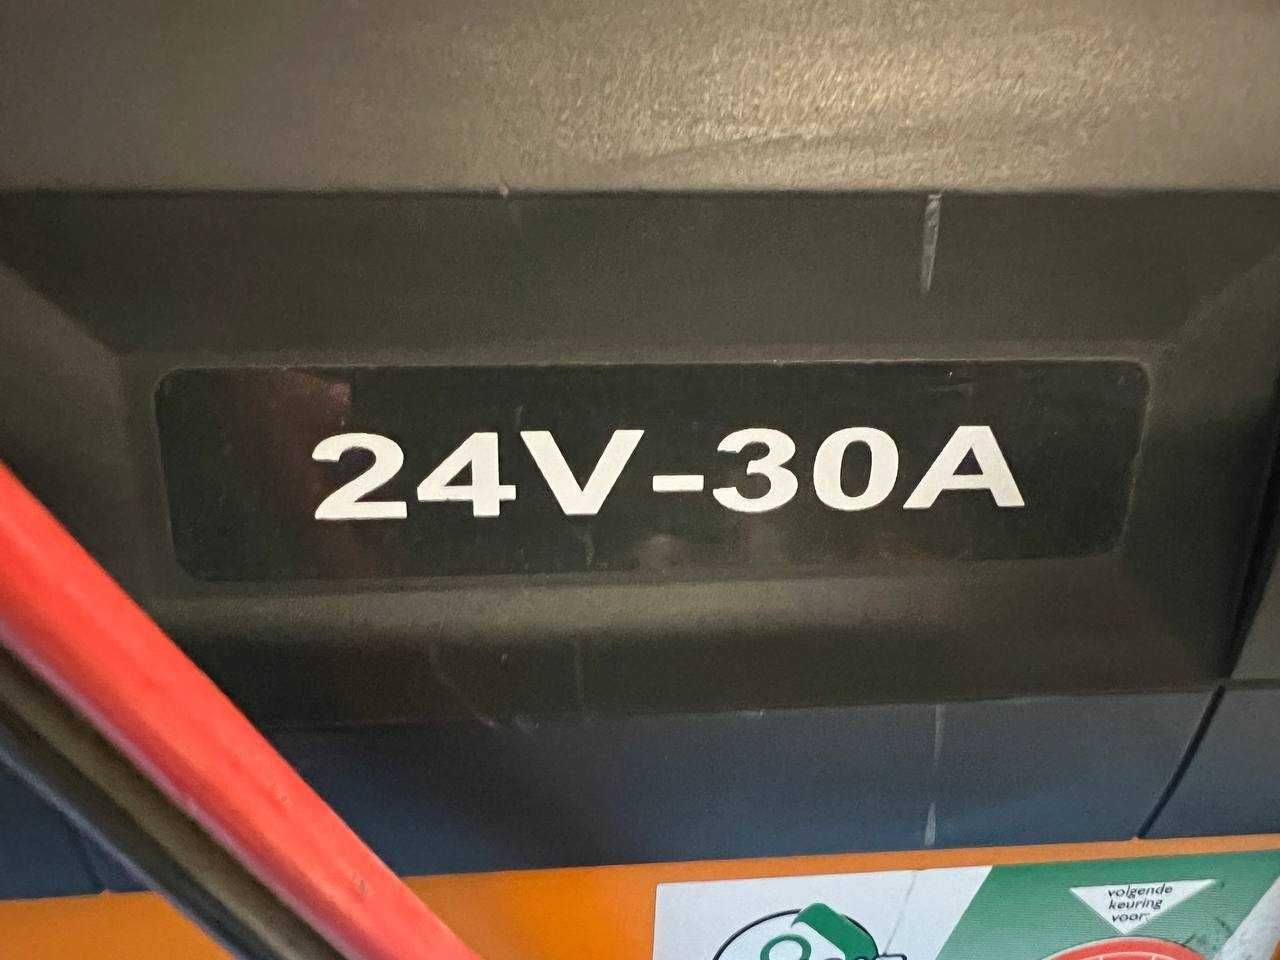 24V-30A
volgende
keuring
voor: